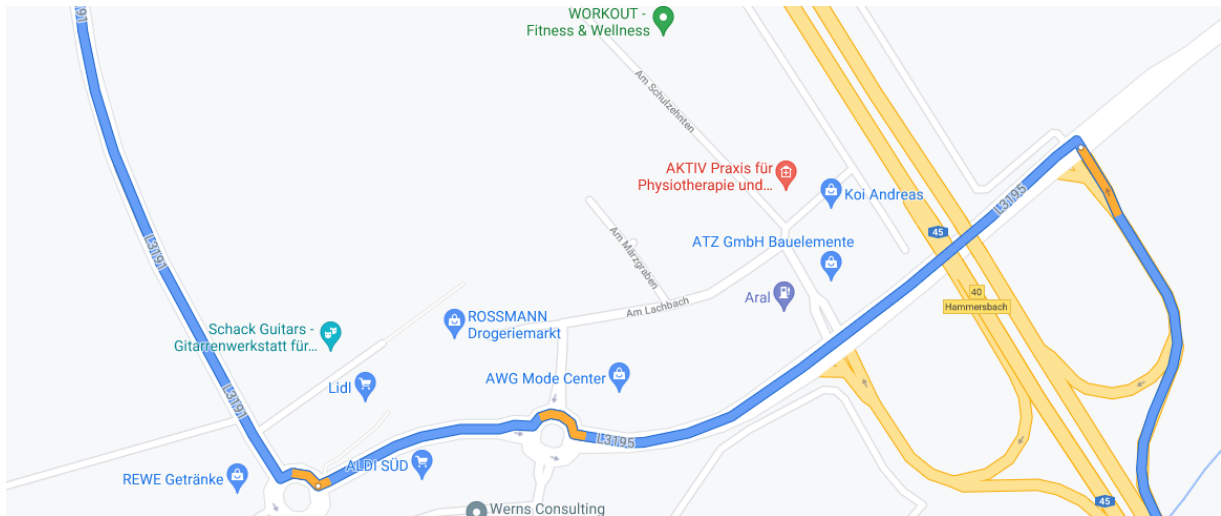 WORKOUT -
Fitness & Wellness
L3191
Am Schulzehnten
AKTIV Praxis für
Physiotherapie und...
Koi Andreas
L3195
45
Am Märzgraben
ATZ GmbH Bauelemente
L3191
Aral
40
Hammersbach
Am Lachbach
ROSSMANN
Drogeriemarkt
Schack Guitars -
Gitarrenwerkstatt für...
Lidl
AWG Mode Center
L3191
L3195
ALDI SÜD
REWE Getränke
45
Werns Consulting